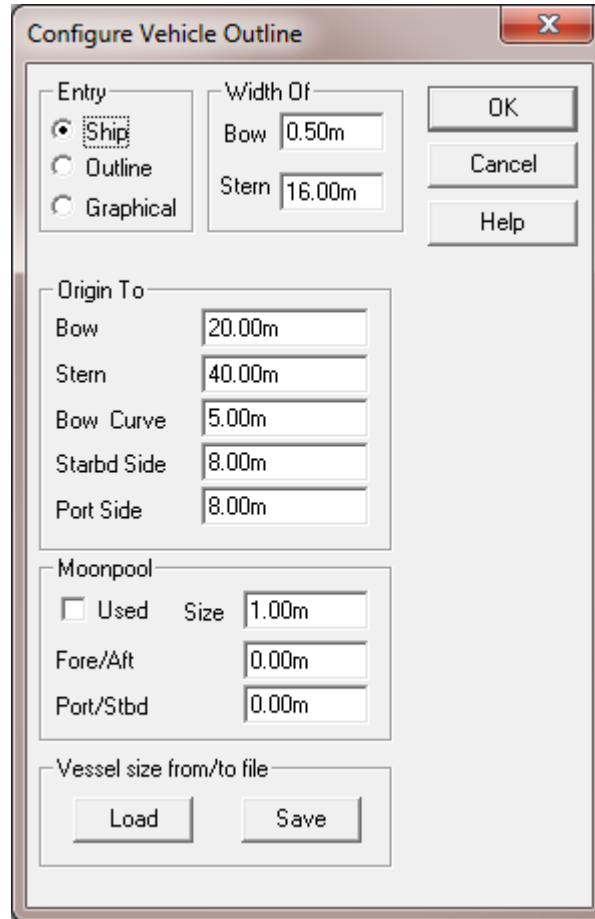 Configure Vehicle Outline
Entry
Ship
Outline
Graphical
Width Of
Bow 0.50m
Stern 16.00m
OK
Cancel
Help
Origin To
Bow 20.00m
Stern 40.00m
Bow Curve 5.00m
Starbd Side 8.00m
Port Side 8.00m
Moonpool
Used Size 1.00m
Fore/Aft 0.00m
Port/Stbd 0.00m
Vessel size from/to file
Load Save